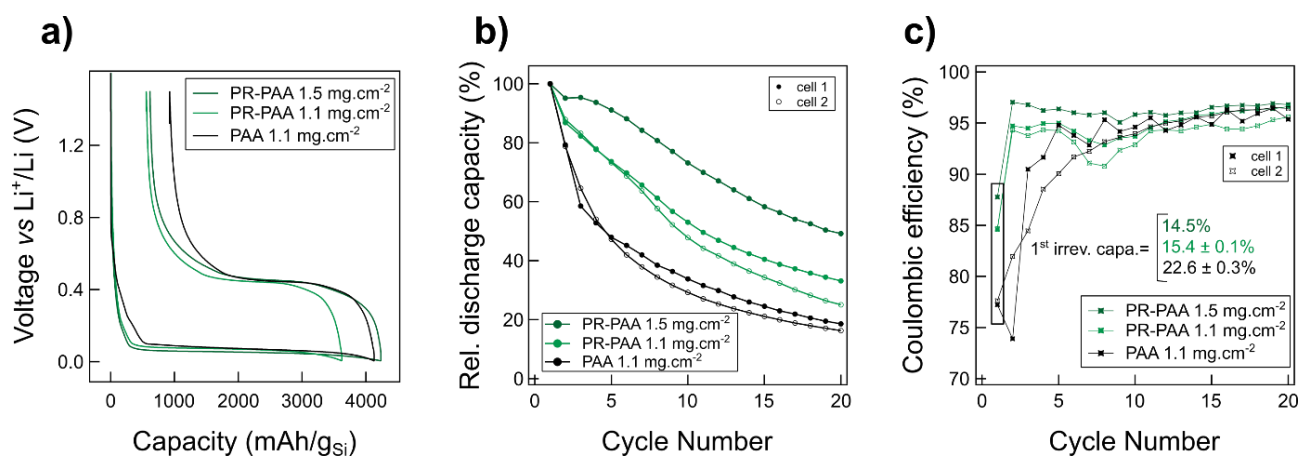 a)
PR-PAA 1.5 mg.cm-2
PR-PAA 1.1 mg.cm-2
PAA 1.1 mg.cm-2
Voltage vs Li+/Li (V)
1.2
0.8
0.4
0.0
0
1000
2000
3000
4000
Capacity (mAh/gSi)
b)
cell 1
cell 2
Rel. discharge capacity (%)
100
80
60
40
20
0
PR-PAA 1.5 mg.cm-2
PR-PAA 1.1 mg.cm-2
PAA 1.1 mg.cm-2
0
5
10
15
20
Cycle Number
c)
Coulombic efficiency (%)
100
95
90
85
80
75
70
cell 1
cell 2
1st irrev. capa.=
14.5%
15.4 ± 0.1%
22.6 ± 0.3%
PR-PAA 1.5 mg.cm-2
PR-PAA 1.1 mg.cm-2
PAA 1.1 mg.cm-2
0
5
10
15
20
Cycle Number